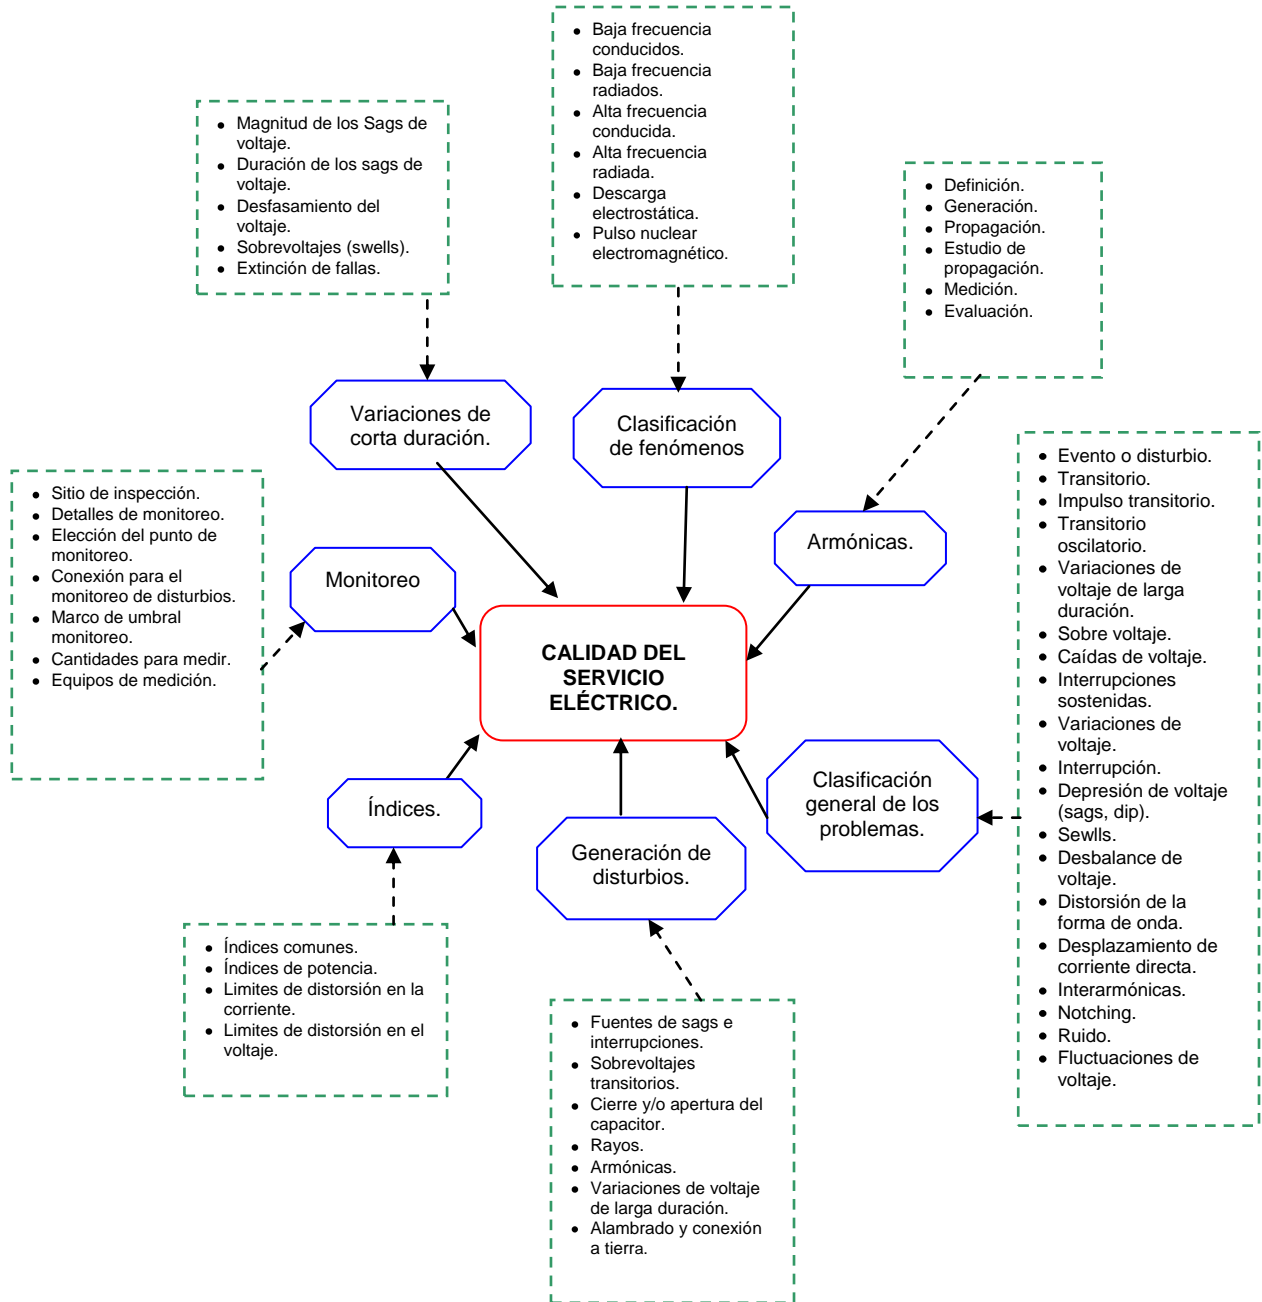 • Baja frecuencia
conducidos.
• Baja frecuencia
radiados.
• Alta frecuencia
conducida.
• Alta frecuencia
radiada.
• Descarga
electrostática.
• Pulso nuclear
electromagnético.
• Magnitud de los Sags de
voltaje.
• Duración de los sags de
voltaje.
• Desfasamiento del
voltaje.
• Sobrevoltajes (swells).
• Extinción de fallas.
• Definición.
• Generación.
• Propagación.
• Estudio de
propagación.
• Medición.
• Evaluación.
Variaciones de
corta duración.
Clasificación
de fenómenos
Armónicas.
• Sitio de inspección.
• Detalles de monitoreo.
• Elección del punto de
monitoreo.
• Conexión para el
monitoreo de disturbios.
• Marco de umbral
monitoreo.
• Cantidades para medir.
• Equipos de medición.
Monitoreo
CALIDAD DEL
SERVICIO
ELÉCTRICO.
• Evento o disturbio.
• Transitorio.
• Impulso transitorio.
• Transitorio
oscilatorio.
• Variaciones de
voltaje de larga
duración.
• Sobre voltaje.
• Caídas de voltaje.
• Interrupciones
sostenidas.
• Variaciones de
voltaje.
• Interrupción.
• Depresión de voltaje
(sags, dip).
• Sewlls.
• Desbalance de
voltaje.
• Distorsión de la
forma de onda.
• Desplazamiento de
corriente directa.
• Interarmónicas.
• Notching.
• Ruido.
• Fluctuaciones de
voltaje.
Índices.
Generación de
disturbios.
Clasificación
general de los
problemas.
• Índices comunes.
• Índices de potencia.
• Limites de distorsión en la
corriente.
• Limites de distorsión en el
voltaje.
• Fuentes de sags e
interrupciones.
• Sobrevoltajes
transitorios.
• Cierre y/o apertura del
capacitor.
• Rayos.
• Armónicas.
• Variaciones de voltaje
de larga duración.
• Alambrado y conexión
a tierra.